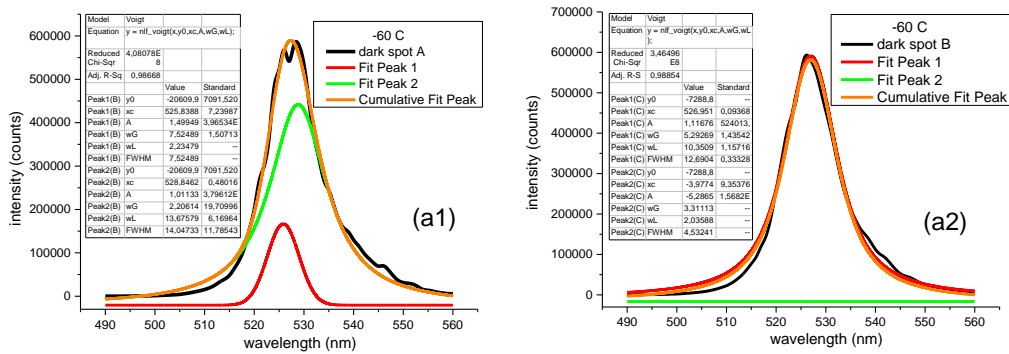 Model Voigt
Equation y = nlf_voigt(x,y0,xc,A,wG,wL);
Reduced Chi-Sqr 4,08078E8
Adj. R-Sq 0,98668
Value Standard
Peak1(B) y0 -20609,9 7091,520
Peak1(B) xc 525,8388 7,23987
Peak1(B) A 1,49949 3,96534E
Peak1(B) wG 7,52489 1,50713
Peak1(B) wL 2,23479 --
Peak1(B) FWHM 7,52489 --
Peak2(B) y0 -20609,9 7091,520
Peak2(B) xc 528,8462 0,48016
Peak2(B) A 1,01133 3,79612E
Peak2(B) wG 2,20614 19,70996
Peak2(B) wL 13,67579 6,16964
Peak2(B) FWHM 14,04733 11,78543
-60 C
dark spot A
Fit Peak 1
Fit Peak 2
Cumulative Fit Peak
(a1)
intensity (counts)
600000
500000
400000
300000
200000
100000
0
490 500 510 520 530 540 550 560
wavelength (nm)
Model Voigt
Equation y = nlf_voigt(x,y0,xc,A,wG,wL
);
Reduced Chi-Sqr 3,46496E8
Adj. R-S 0,98854
Value Standard
Peak1(C) y0 -7288,8 --
Peak1(C) xc 526,951 0,09368
Peak1(C) A 1,11676 524013,
Peak1(C) wG 5,29269 1,43542
Peak1(C) wL 10,3509 1,15716
Peak1(C) FWHM 12,6904 0,33328
Peak2(C) y0 -7288,8 --
Peak2(C) xc -3,9774 9,35376
Peak2(C) A -5,2865 1,5682E
Peak2(C) wG 3,31113 --
Peak2(C) wL 2,03588 --
Peak2(C) FWHM 4,53241 --
-60 C
dark spot B
Fit Peak 1
Fit Peak 2
Cumulative Fit Peak
(a2)
intensity (counts)
700000
600000
500000
400000
300000
200000
100000
0
490 500 510 520 530 540 550 560
wavelength (nm)